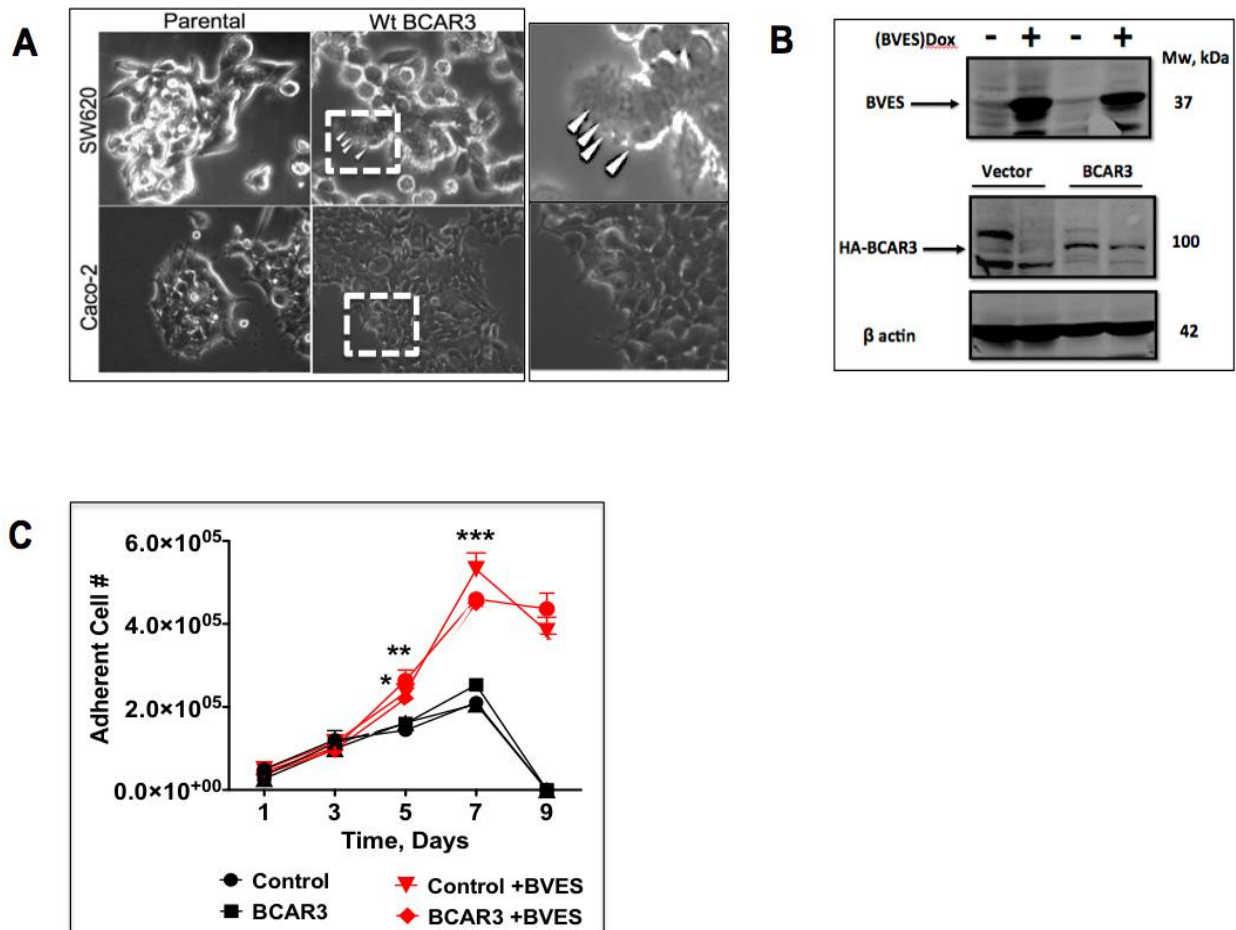 A
Parental
Wt BCAR3
SW620
Caco-2
B
(BVES)Dox
- + - +
Mw, kDa
BVES
37
Vector
BCAR3
HA-BCAR3
100
β actin
42
C
Adherent Cell #
6.0×10+05
4.0×10+05
2.0×10+05
0.0×10+00
***
**
*
1 3 5 7 9
Time, Days
Control
Control +BVES
BCAR3
BCAR3 +BVES